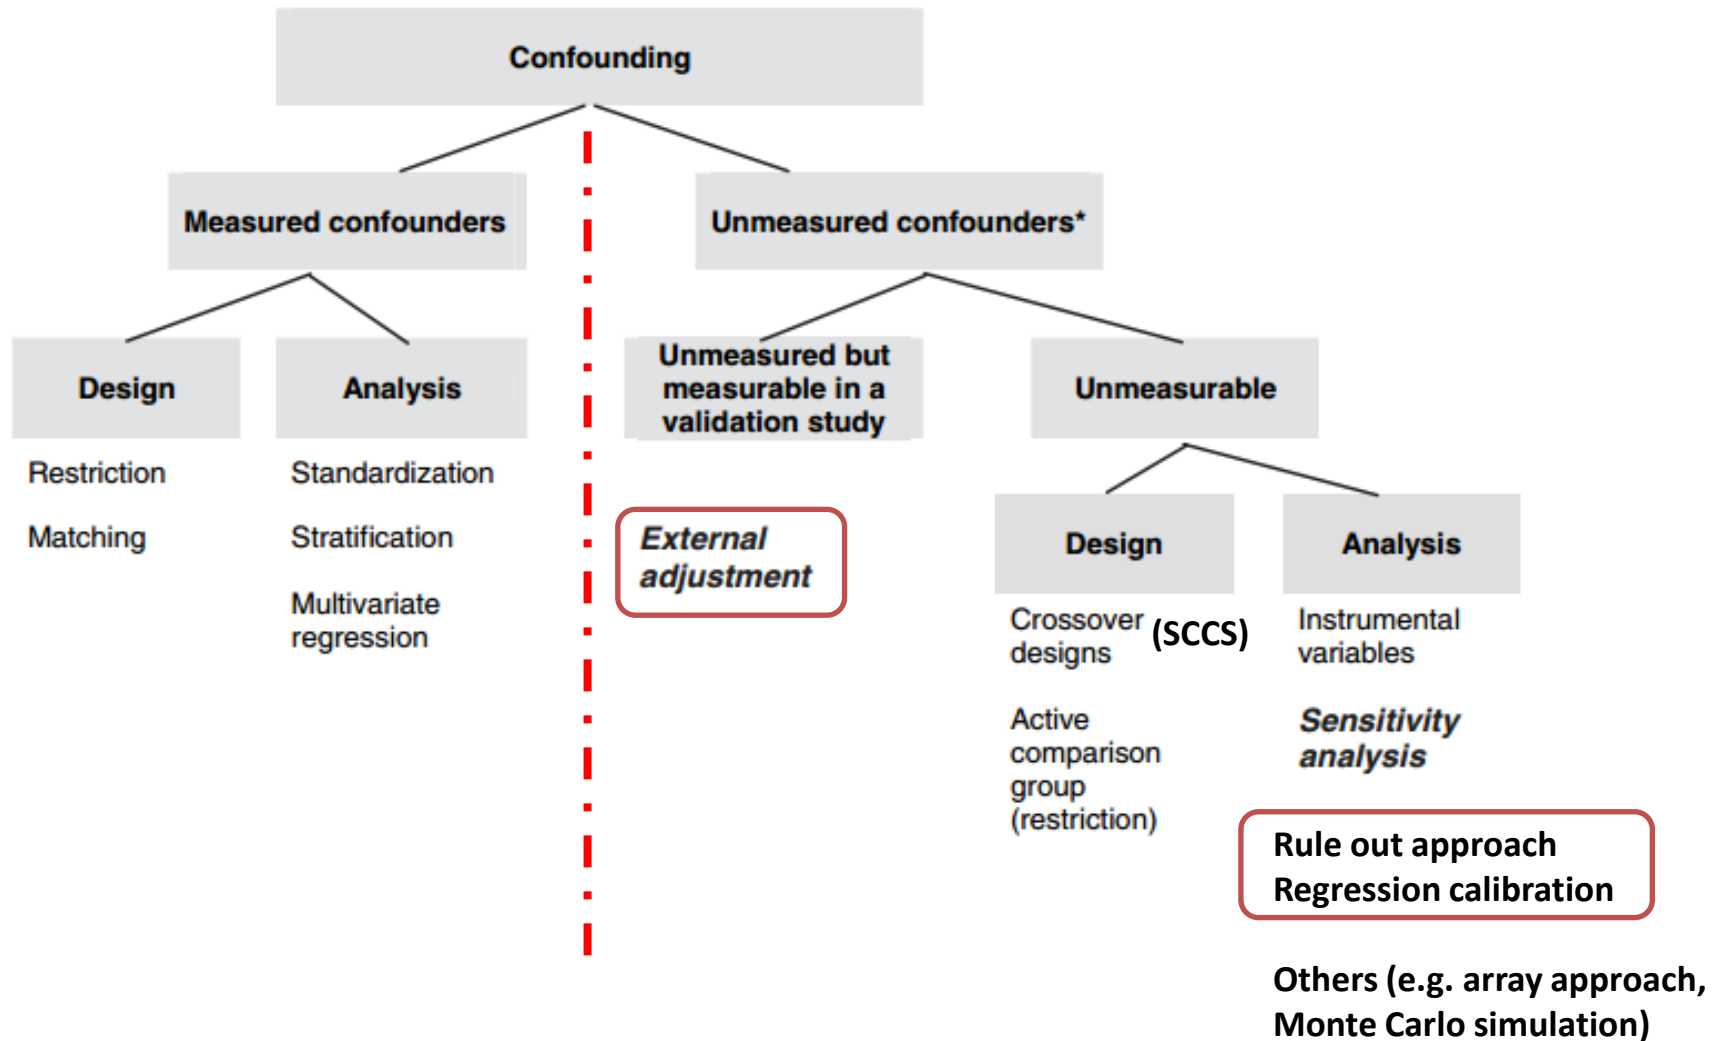 Confounding
Measured confounders
Unmeasured confounders*
Design
Analysis
Unmeasured but
measurable in a
validation study
Unmeasurable
Restriction
Matching
Standardization
Stratification
Multivariate
regression
External
adjustment
Design
Analysis
Crossover
designs
(SCCS)
Active
comparison
group
(restriction)
Instrumental
variables
Sensitivity
analysis
Rule out approach
Regression calibration
Others (e.g. array approach,
Monte Carlo simulation)